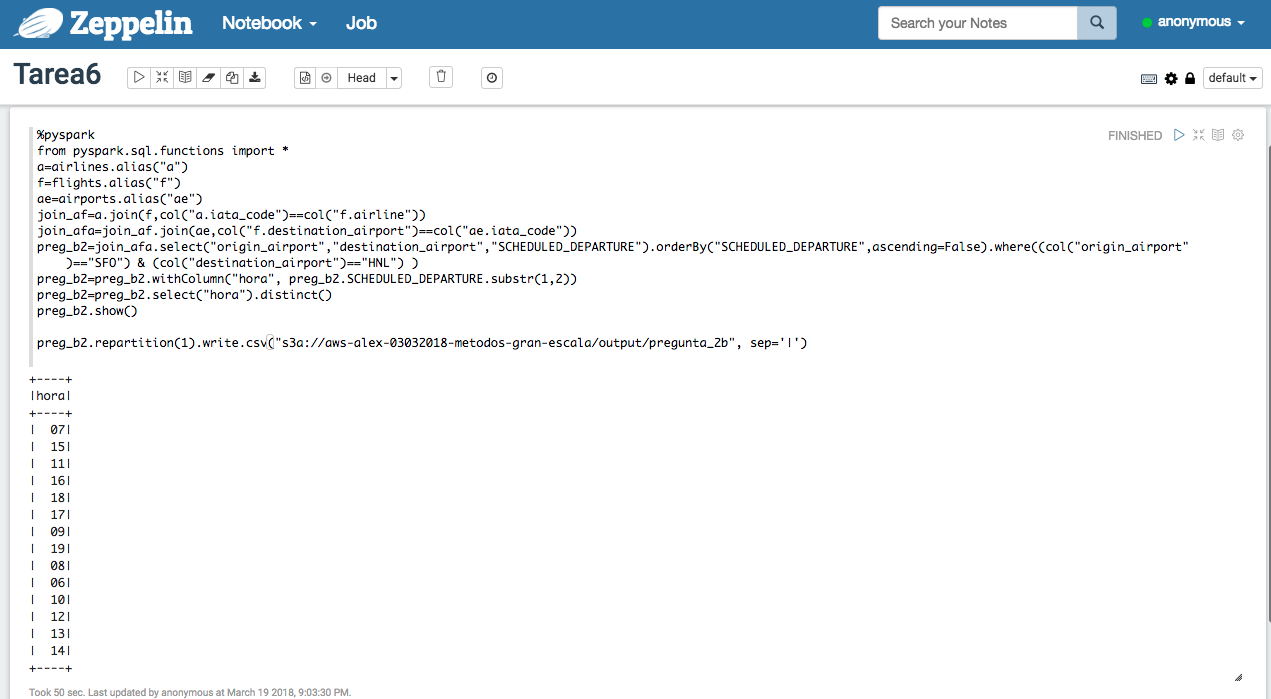 Zeppelin Notebook Job Search your Notes anonymous
Tarea6 Head default
%pyspark FINISHED
from pyspark.sql.functions import *
a=airlines.alias("a")
f=flights.alias("f")
ae=airports.alias("ae")
join_af=a.join(f,col("a.iata_code")==col("f.airline"))
join_afa=join_af.join(ae,col("f.destination_airport")==col("ae.iata_code"))
preg_b2=join_afa.select("origin_airport","destination_airport","SCHEDULED_DEPARTURE").orderBy("SCHEDULED_DEPARTURE",ascending=False).where((col("origin_airport"
)=="SFO") & (col("destination_airport")=="HNL") )
preg_b2=preg_b2.withColumn("hora", preg_b2.SCHEDULED_DEPARTURE.substr(1,2))
preg_b2=preg_b2.select("hora").distinct()
preg_b2.show()
preg_b2.repartition(1).write.csv("s3a://aws-alex-03032018-metodos-gran-escala/output/pregunta_2b", sep='|')
+----+
|hora|
+----+
|  07|
|  15|
|  11|
|  16|
|  18|
|  17|
|  09|
|  19|
|  08|
|  06|
|  10|
|  12|
|  13|
|  14|
+----+
Took 50 sec. Last updated by anonymous at March 19 2018, 9:03:30 PM.